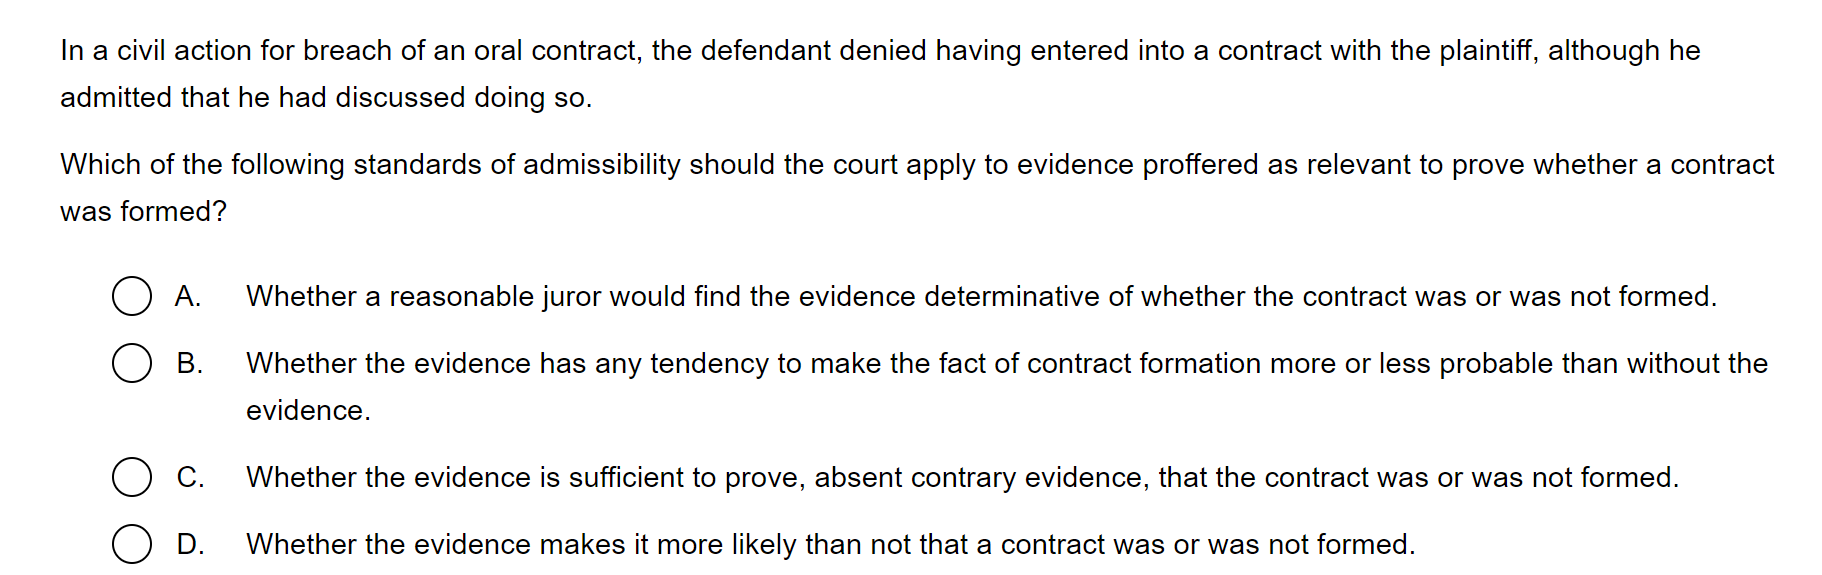 In a civil action for breach of an oral contract, the defendant denied having entered into a contract with the plaintiff, although he
admitted that he had discussed doing so.
Which of the following standards of admissibility should the court apply to evidence proffered as relevant to prove whether a contract
was formed?
A. Whether a reasonable juror would find the evidence determinative of whether the contract was or was not formed.
B. Whether the evidence has any tendency to make the fact of contract formation more or less probable than without the
evidence.
C. Whether the evidence is sufficient to prove, absent contrary evidence, that the contract was or was not formed.
D. Whether the evidence makes it more likely than not that a contract was or was not formed.